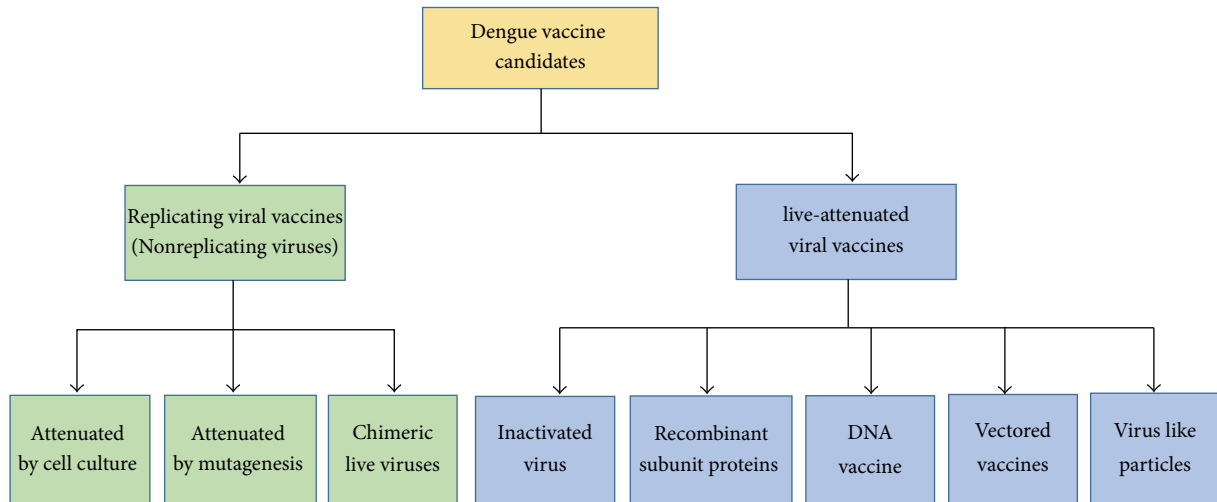 Dengue vaccine
candidates
Replicating viral vaccines
(Nonreplicating viruses)
live-attenuated
viral vaccines
Attenuated
by cell culture
Attenuated
by mutagenesis
Chimeric
live viruses
Inactivated
virus
Recombinant
subunit proteins
DNA
vaccine
Vectored
vaccines
Virus like
particles